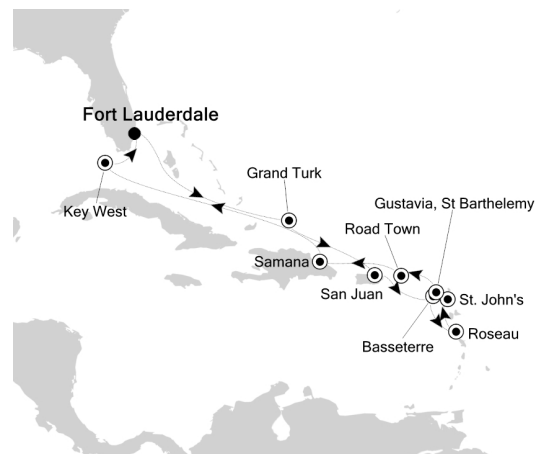 Fort Lauderdale
Grand Turk
Gustavia, St Barthelemy
Key West
Road Town
Samana
San Juan
St. John's
Basseterre
Roseau